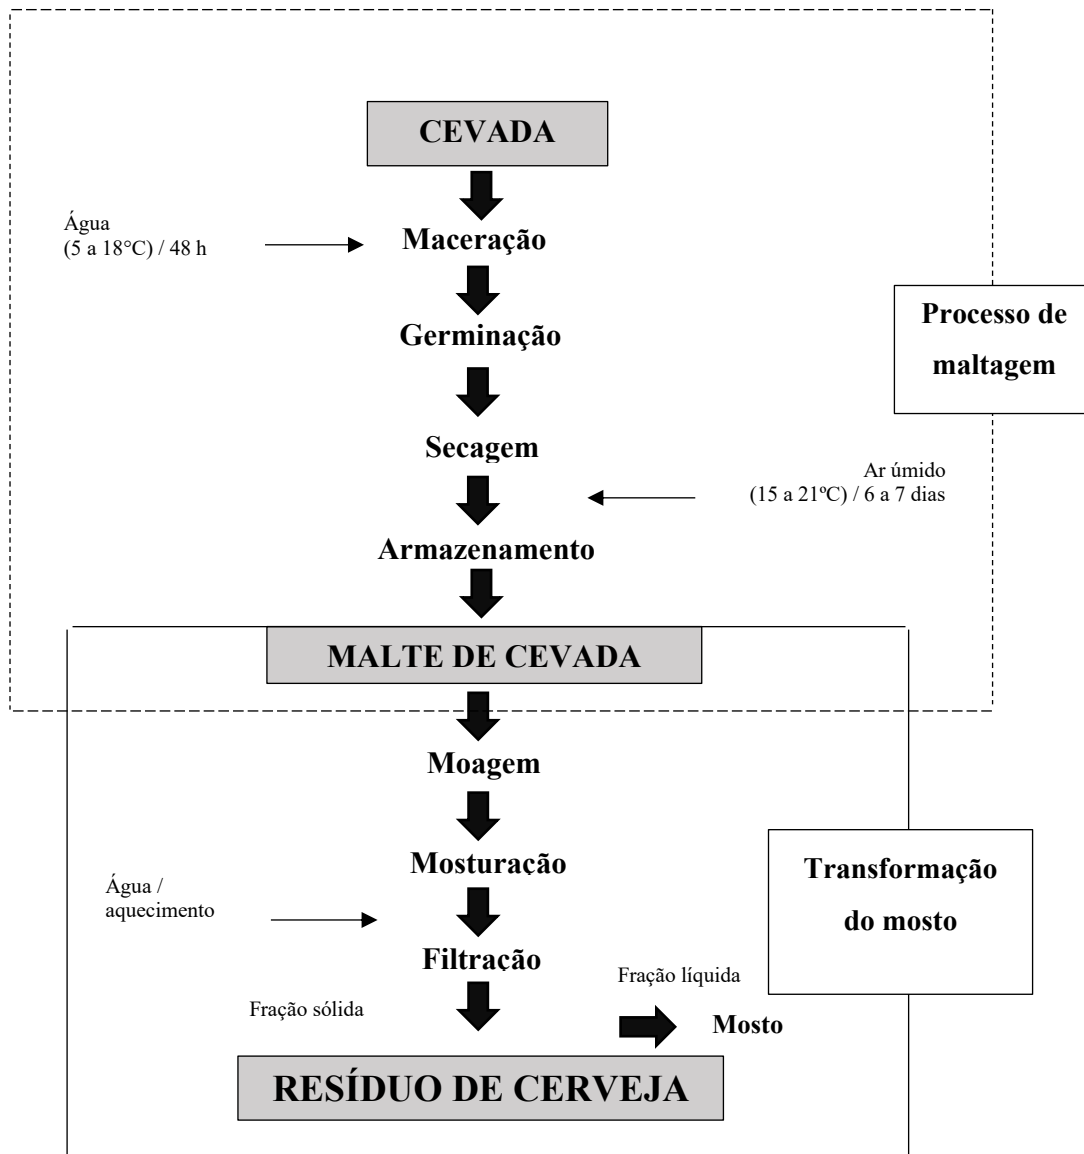 CEVADA
Água
(5 a 18°C) / 48 h
Maceração
Germinação
Processo de
maltagem
Secagem
Ar úmido
(15 a 21ºC) / 6 a 7 dias
Armazenamento
MALTE DE CEVADA
Moagem
Mosturação
Transformação
do mosto
Água /
aquecimento
Filtração
Fração líquida
Fração sólida
Mosto
RESÍDUO DE CERVEJA